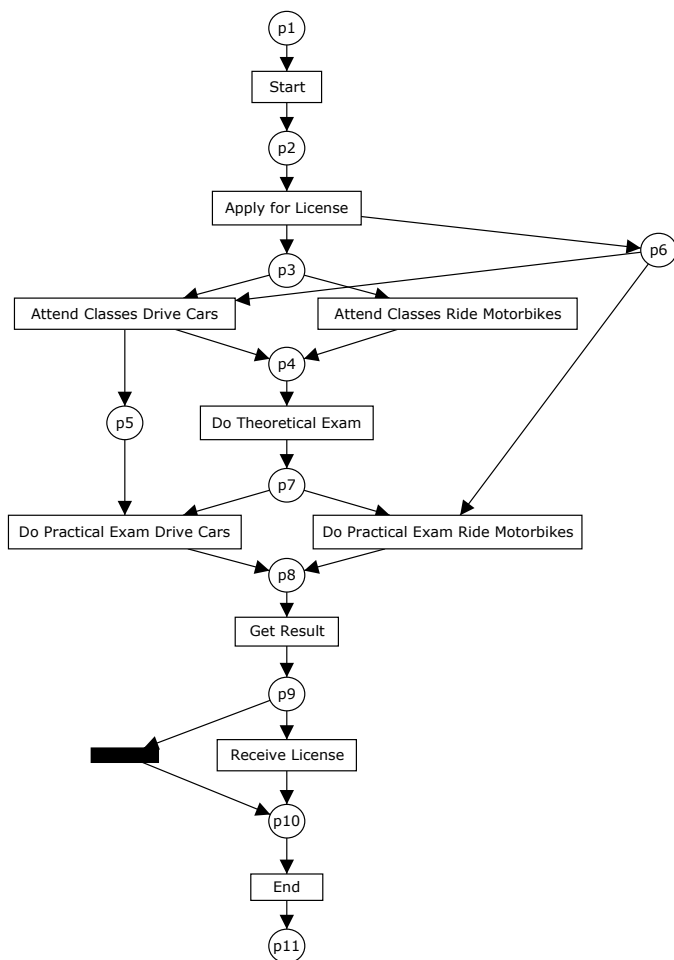 p1
Start
p2
Apply for License
p6
p3
Attend Classes Drive Cars
Attend Classes Ride Motorbikes
p4
p5
Do Theoretical Exam
p7
Do Practical Exam Drive Cars
Do Practical Exam Ride Motorbikes
p8
Get Result
p9
Receive License
p10
End
p11